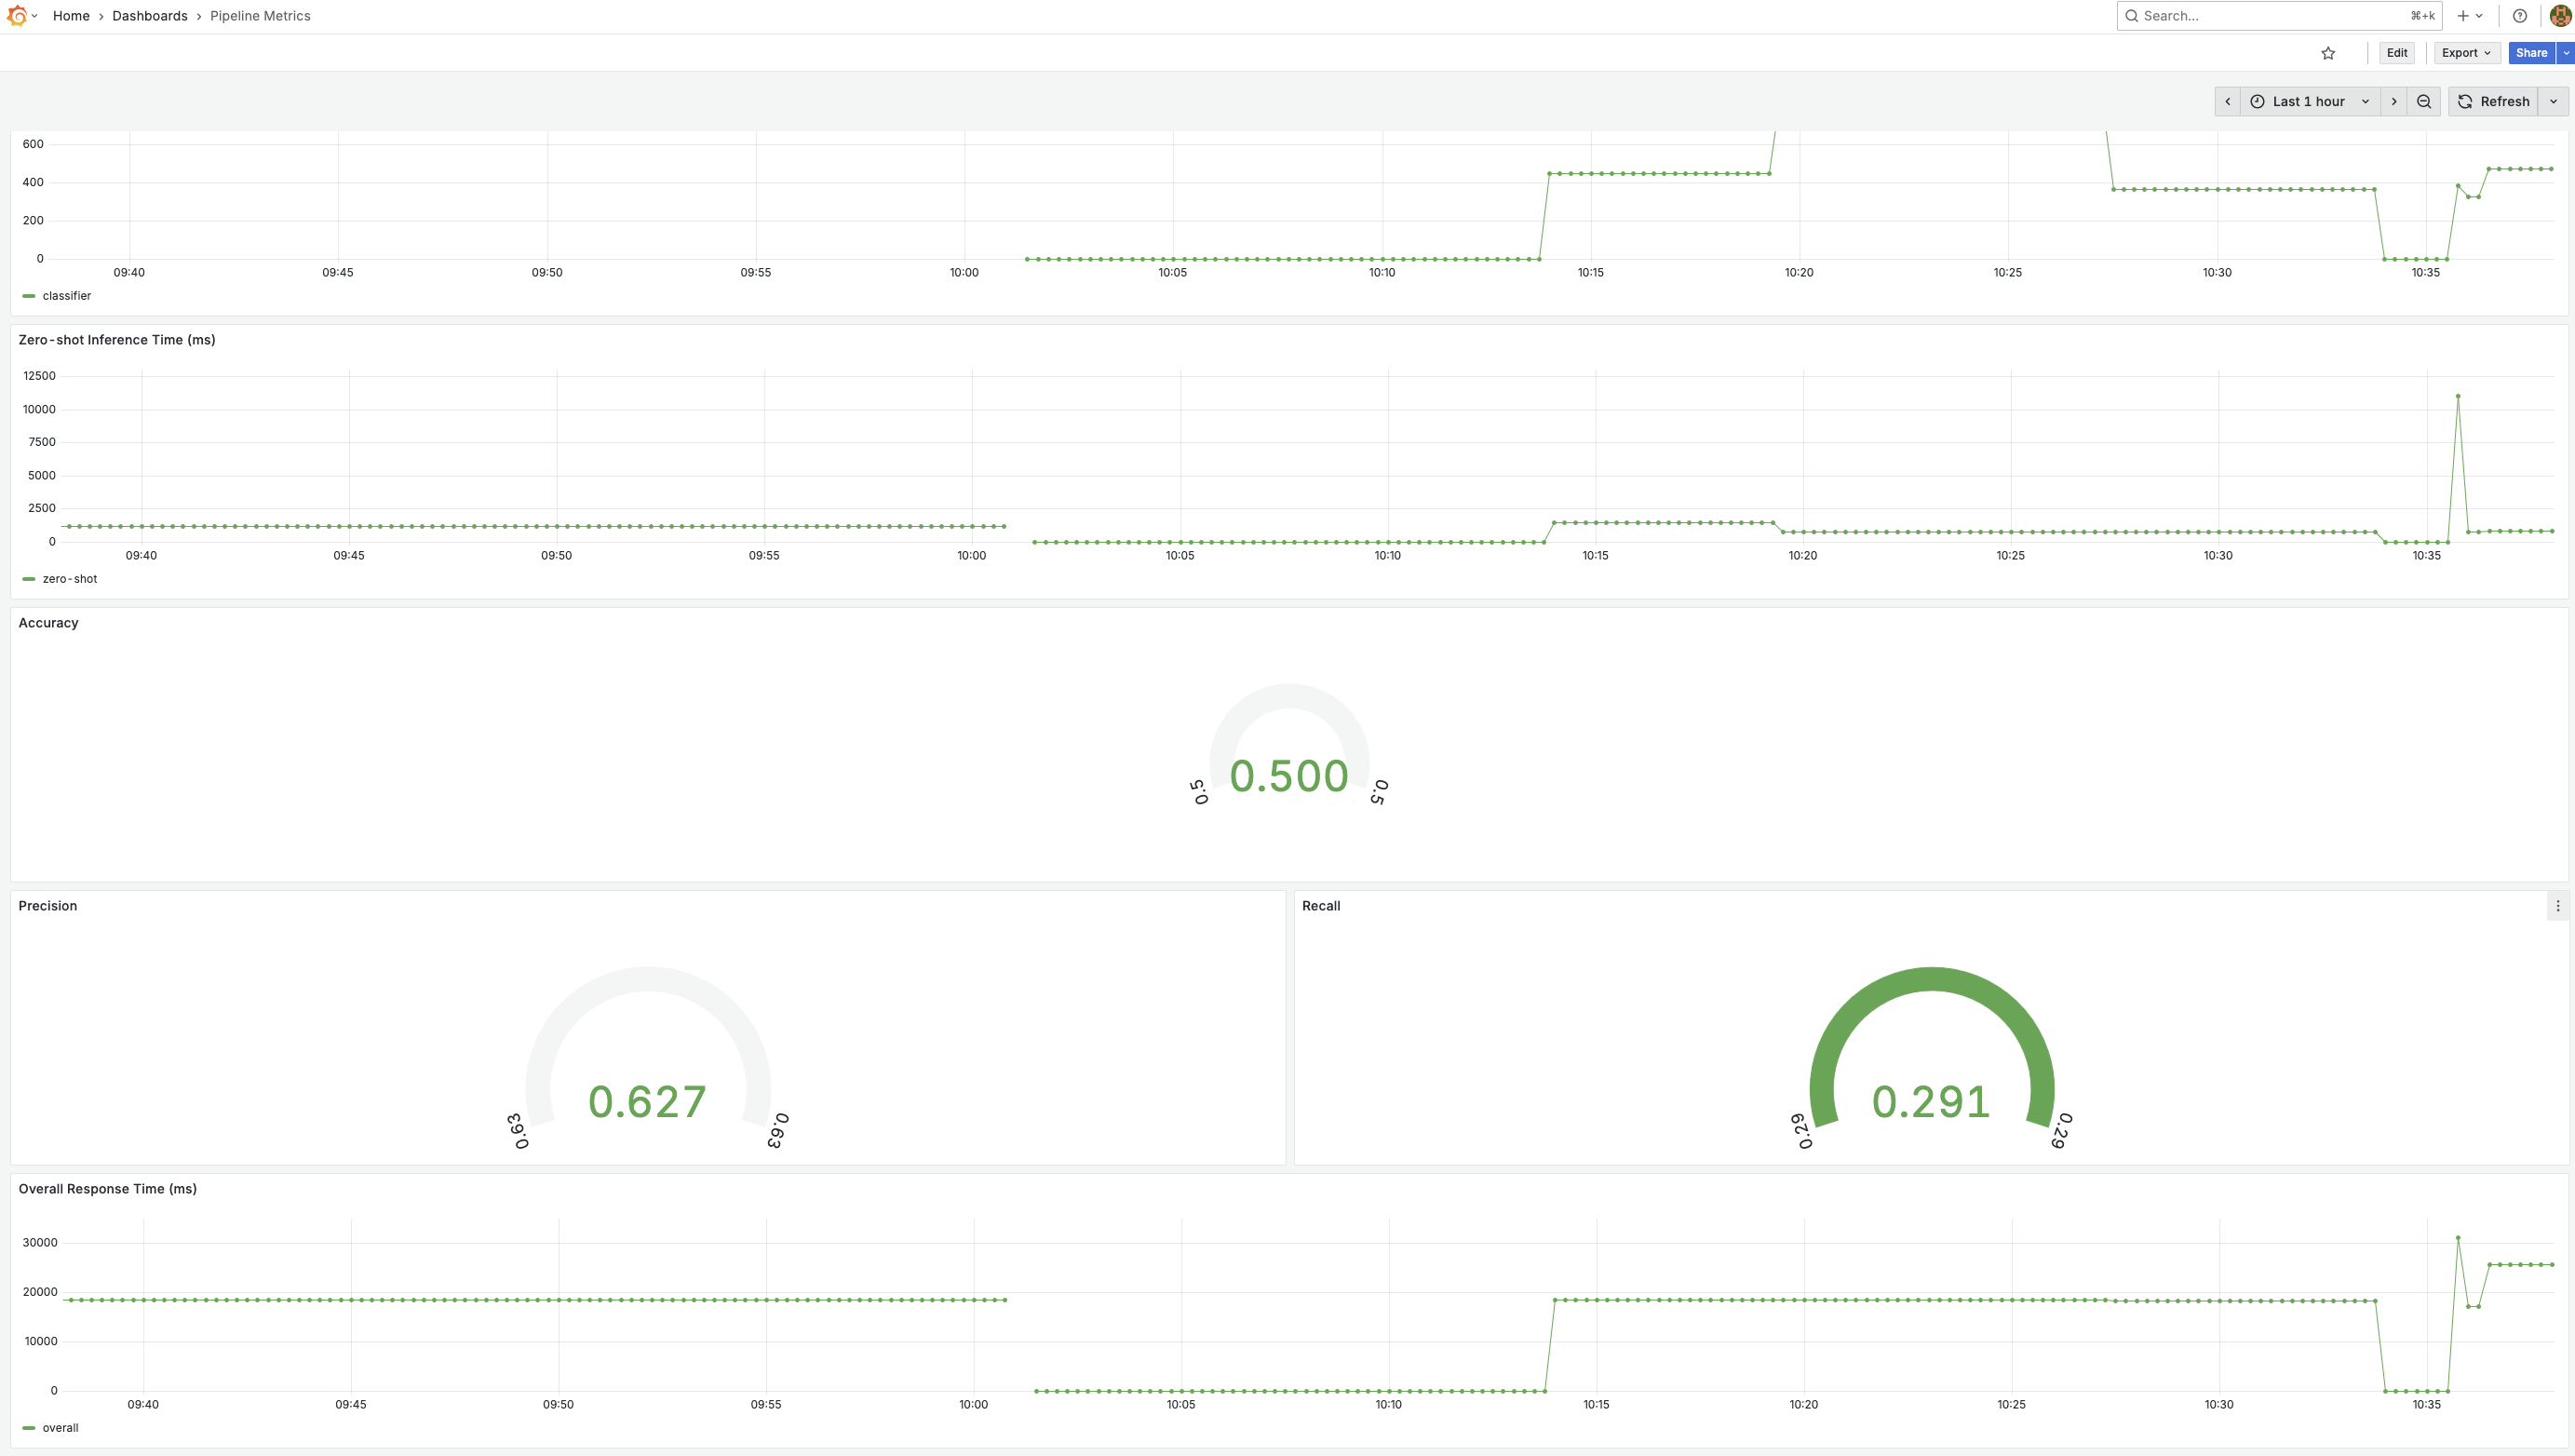 Home › Dashboards › Pipeline Metrics
Search... ⌘+k
Edit Export Share
Last 1 hour Refresh
600
400
200
0
09:40 09:45 09:50 09:55 10:00 10:05 10:10 10:15 10:20 10:25 10:30 10:35
classifier
Zero-shot Inference Time (ms)
12500
10000
7500
5000
2500
0
09:40 09:45 09:50 09:55 10:00 10:05 10:10 10:15 10:20 10:25 10:30 10:35
zero-shot
Accuracy
0.500
0.5 0.5
Precision
0.627
0.63 0.63
Recall
0.291
0.29 0.29
Overall Response Time (ms)
30000
20000
10000
0
09:40 09:45 09:50 09:55 10:00 10:05 10:10 10:15 10:20 10:25 10:30 10:35
overall